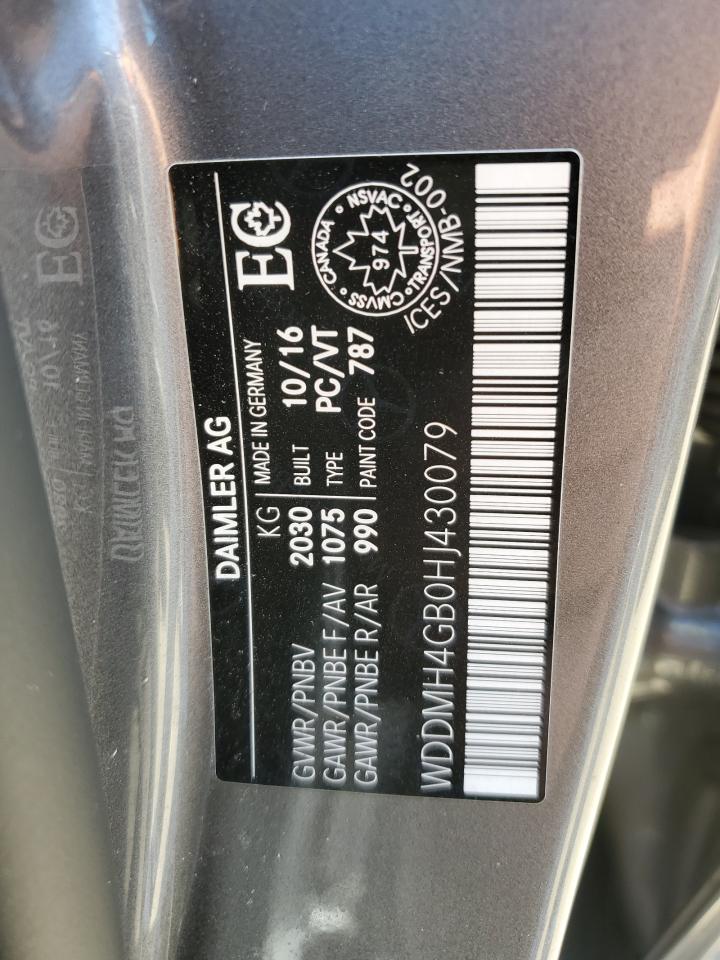 DAIMLER AG
KG | MADE IN GERMANY
GVWR/PNBV 2030 BUILT 10/16
GAWR/PNBE F/AV 1075 TYPE PC/VT
GAWR/PNBE R/AR 990 PAINT CODE 787
EC
CANADA • NSVAC • TRANSPORT • CMVSS •
974
ICES/NMB-002
WDDMH4GB0HJ430079